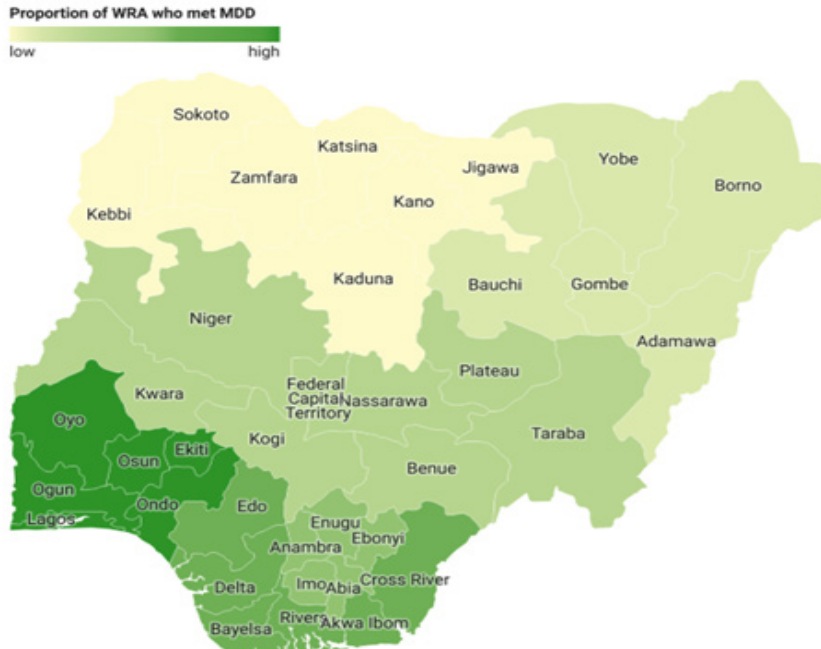 Proportion of WRA who met MDD
low high
Sokoto
Katsina
Jigawa
Yobe
Zamfara
Borno
Kano
Kebbi
Kaduna
Bauchi
Gombe
Niger
Adamawa
Plateau
Federal
Capital
Territory
Nassarawa
Kwara
Oyo
Taraba
Kogi
Ekiti
Osun
Benue
Ogun
Ondo
Edo
Lagos
Enugu
Ebonyi
Anambra
Cross River
Imo
Abia
Delta
Rivers
Akwa Ibom
Bayelsa